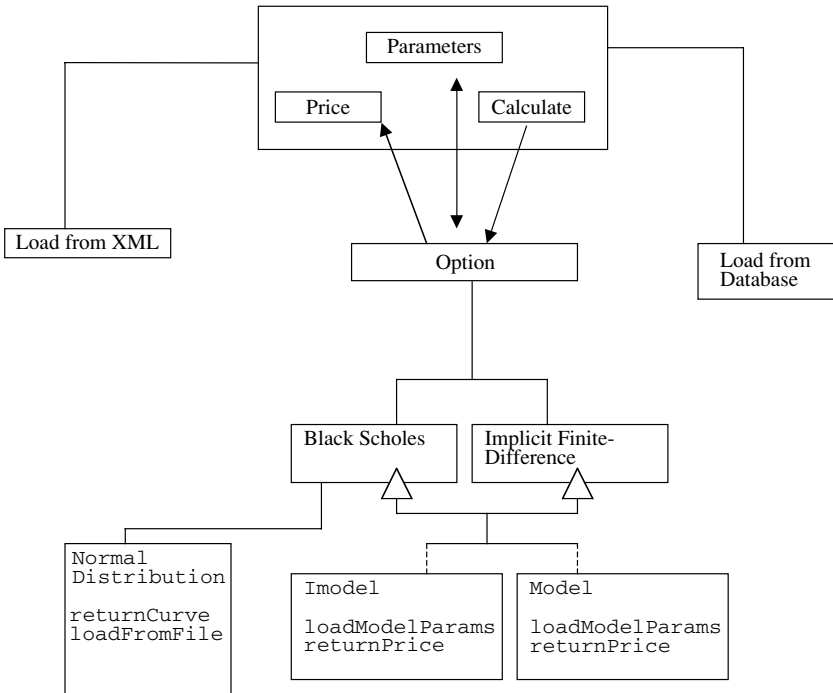 Parameters
Price
Calculate
Load from XML
Option
Load from
Database
Black Scholes
Implicit Finite-
Difference
Normal
Distribution
returnCurve
loadFromFile
Imodel
loadModelParams
returnPrice
Model
loadModelParams
returnPrice